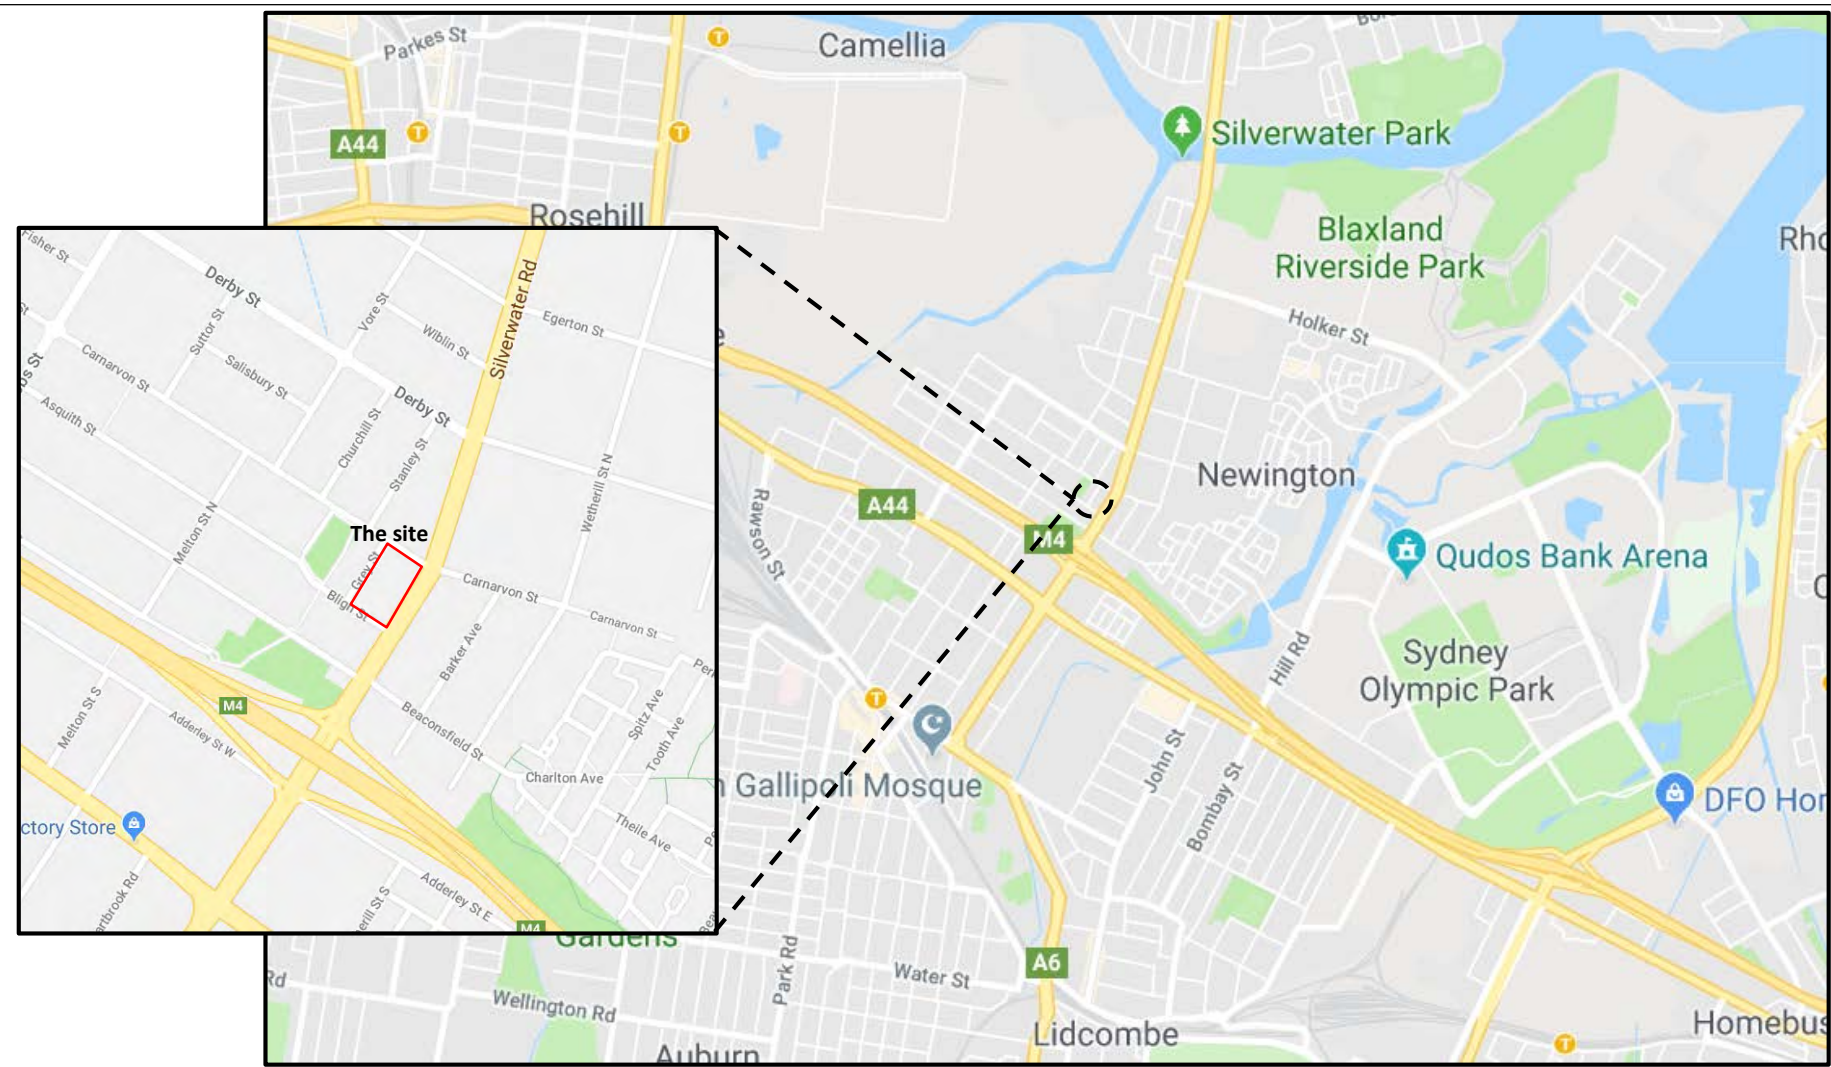 Parkes St
T
Camellia
A44
T
T
Silverwater Park
Rosehill
Blaxland
Riverside Park
Holker St
Newington
A44
M4
Rawson St
Qudos Bank Arena
Sydney
Olympic Park
Hill Rd
T
Gallipoli Mosque
John St
Bombay St
DFO Hor
A6
Park Rd
Water St
Wellington Rd
Rd
Gardens
Lidcombe
Auburn
T
Homebus
Fisher St
St
Derby St
Silverwater Rd
Vore St
Suttor St
Egerton St
Wiblin St
Carnarvon St
Salisbury St
Derby St
Asquith St
Churchill St
Stanley St
Melton St N
Wetherill St N
The site
Grey St
Bligh St
Carnarvon St
Carnarvon St
Barker Ave
M4
Melton St S
Adderley St W
Beaconsfield St
Spitz Ave
Tooth Ave
Charlton Ave
Theile Ave
ctory Store
Adderley St E
erill St S
artbrook Rd
M4